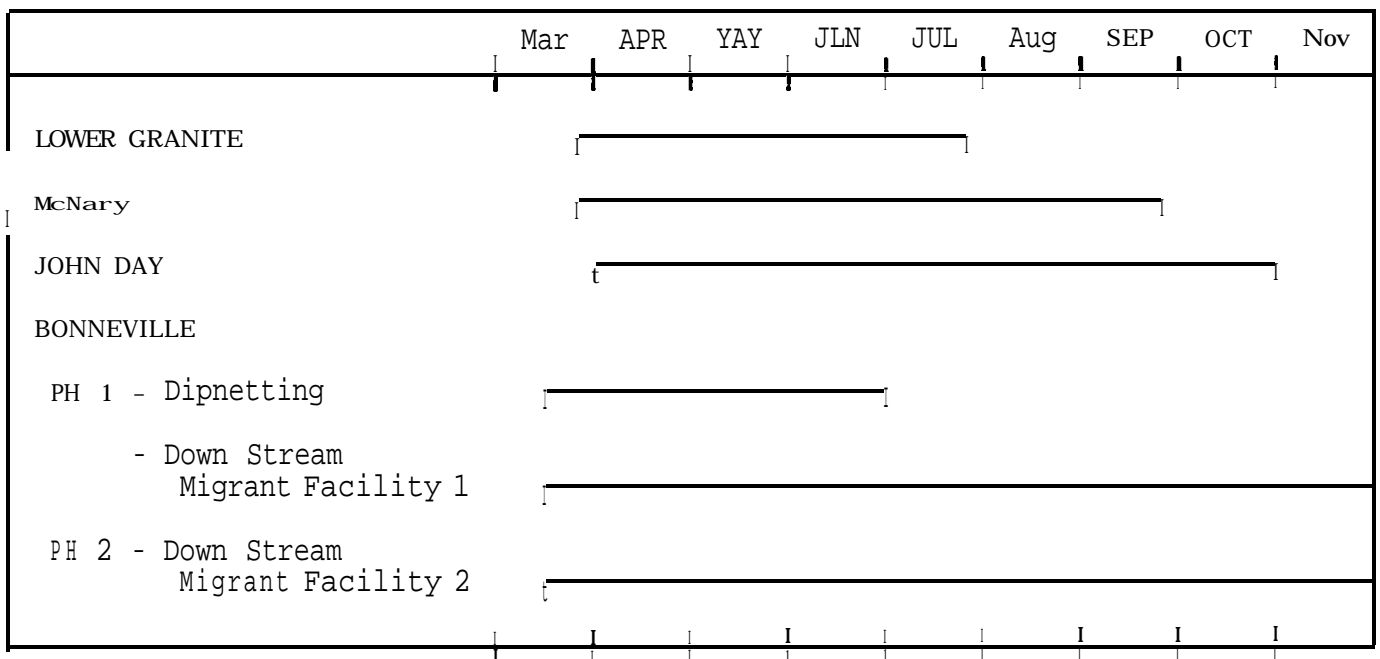 Mar APR YAY JLN JUL Aug SEP OCT Nov
LOWER GRANITE
McNary
JOHN DAY
BONNEVILLE
PH 1 - Dipnetting
- Down Stream
Migrant Facility 1
PH 2 - Down Stream
Migrant Facility 2